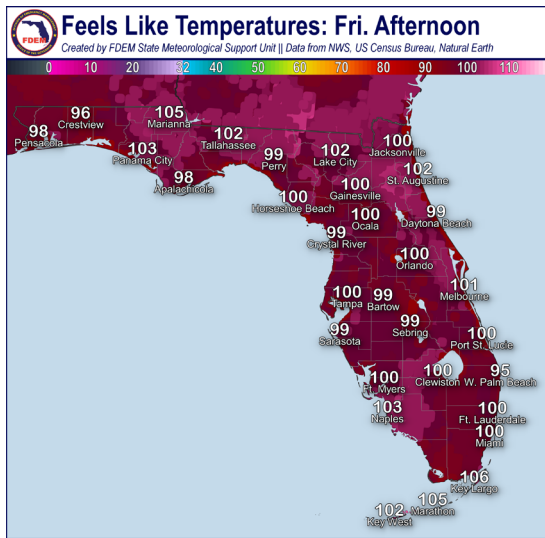 FDEM
Feels Like Temperatures: Fri. Afternoon
Created by FDEM State Meteorological Support Unit || Data from NWS, US Census Bureau, Natural Earth
0 10 20 32 40 50 60 70 80 90 100 110
96
Crestview
105
Marianna
98
Pensacola
103
Panama City
102
Tallahassee
99
Perry
102
Lake City
100
Jacksonville
98
Apalachicola
102
St. Augustine
100
Horseshoe Beach
100
Gainesville
100
Ocala
99
Daytona Beach
99
Crystal River
100
Orlando
100
Tampa
99
Bartow
101
Melbourne
99
Sarasota
99
Sebring
100
Port St. Lucie
100
Ft. Myers
100
Clewiston
95
W. Palm Beach
103
Naples
100
Ft. Lauderdale
100
Miami
106
Key Largo
105
Marathon
102
Key West